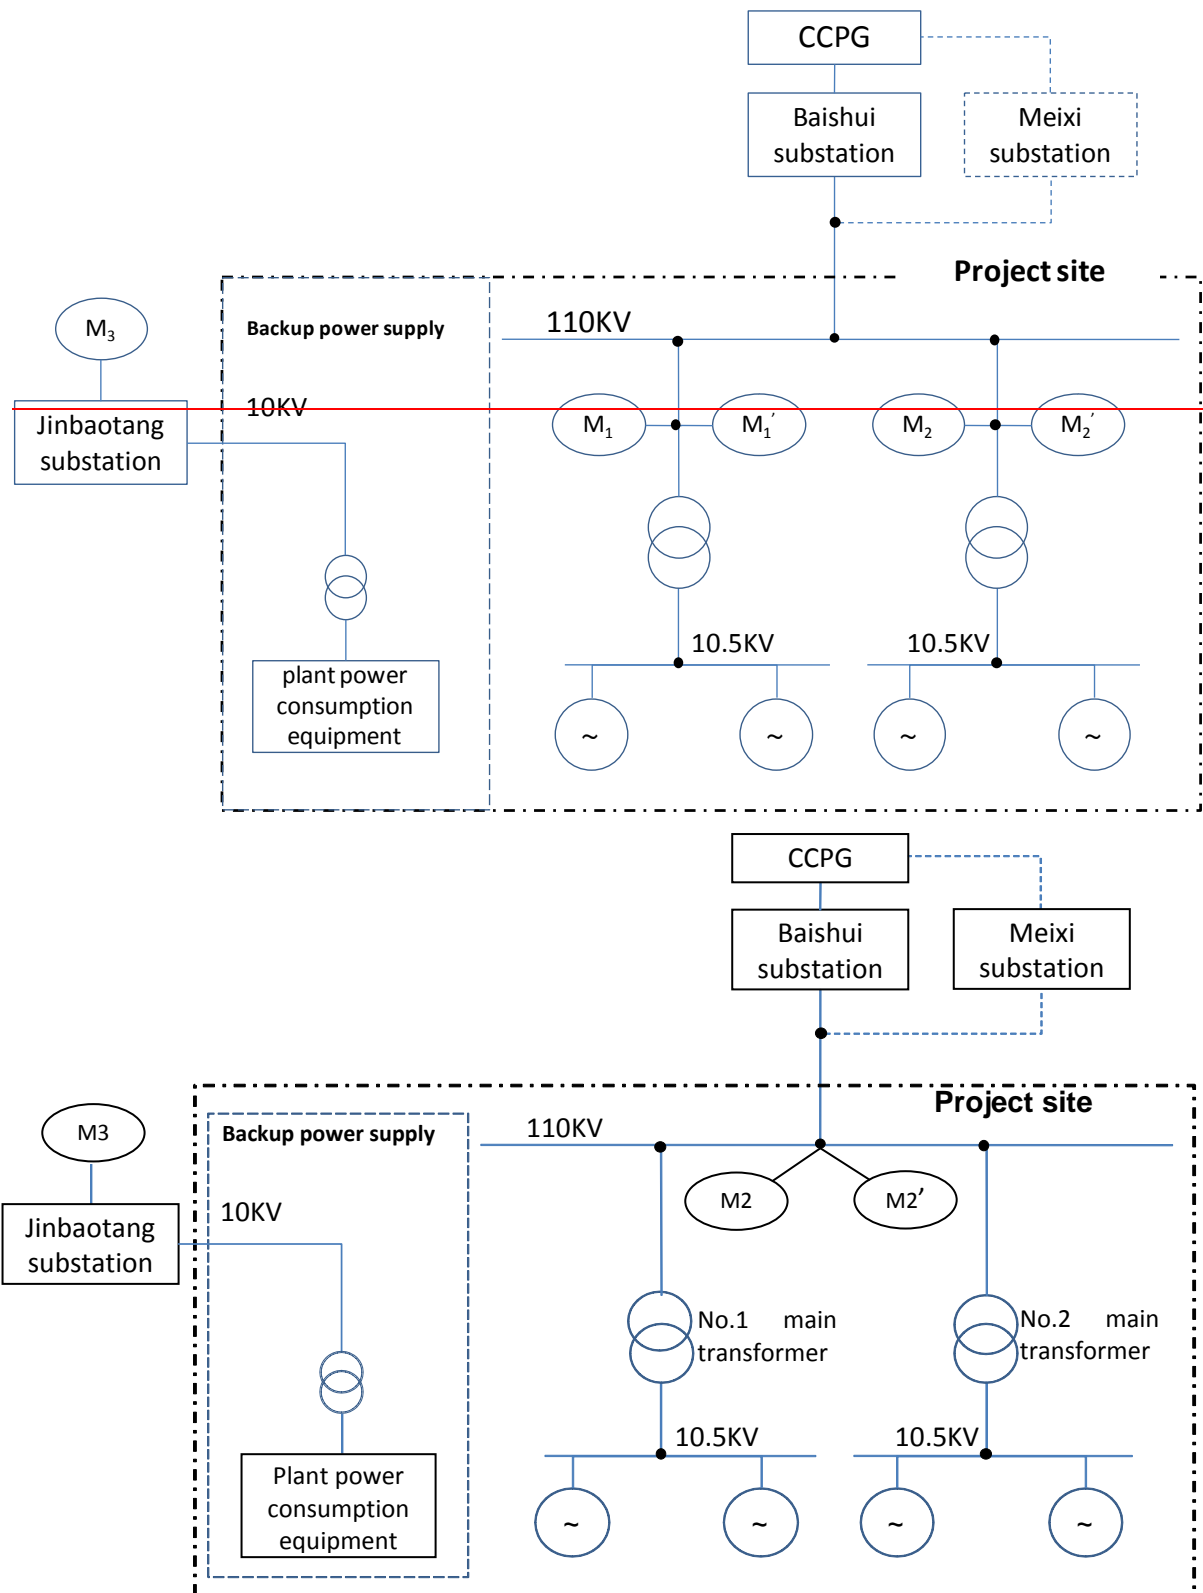 CCPG
Baishui
substation
Meixi
substation
Project site
M3
Backup power supply
110KV
10KV
Jinbaotang
substation
M1
M1′
M2
M2′
10.5KV
10.5KV
plant power
consumption
equipment
~
~
~
~
CCPG
Baishui
substation
Meixi
substation
Project site
M3
Backup power supply
110KV
M2
M2′
10KV
Jinbaotang
substation
No.1 main
transformer
No.2 main
transformer
10.5KV
10.5KV
Plant power
consumption
equipment
~
~
~
~